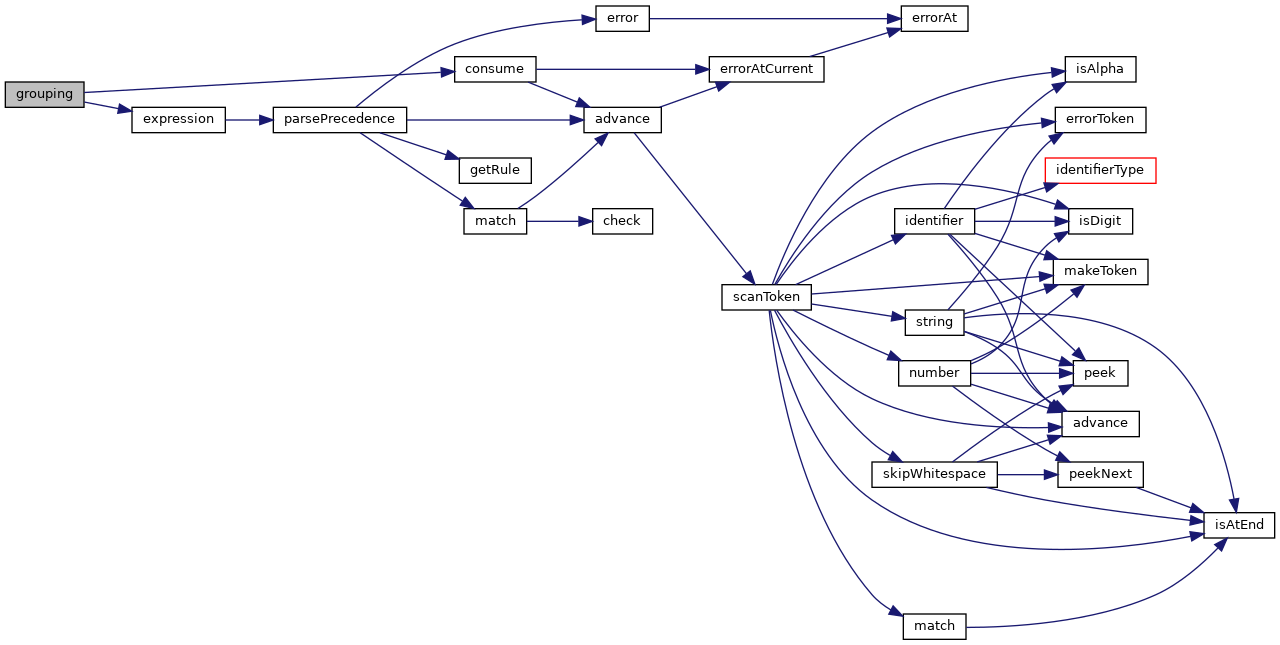 grouping
expression
parsePrecedence
error
consume
getRule
match
advance
check
errorAtCurrent
errorAt
scanToken
identifier
string
number
skipWhitespace
match
isAlpha
errorToken
identifierType
isDigit
makeToken
peek
advance
peekNext
isAtEnd